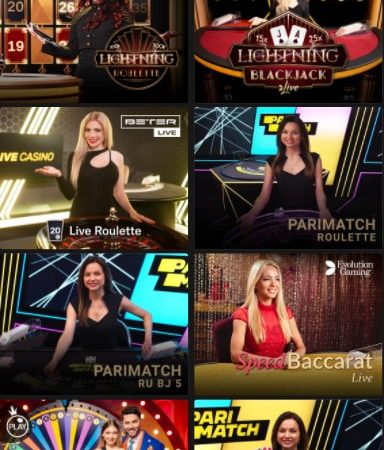 20
26
19
LIGHTNING
ROULETTE
15x
25x
LIGHTNING
BLACKJACK
Live
BETER
LIVE
LIVE CASINO
20
Live Roulette
PARIMATCH
ROULETTE
PARIMATCH
RU BJ 5
Evolution
Gaming
Speed Baccarat
Live
PLAY
PARI
MATCH